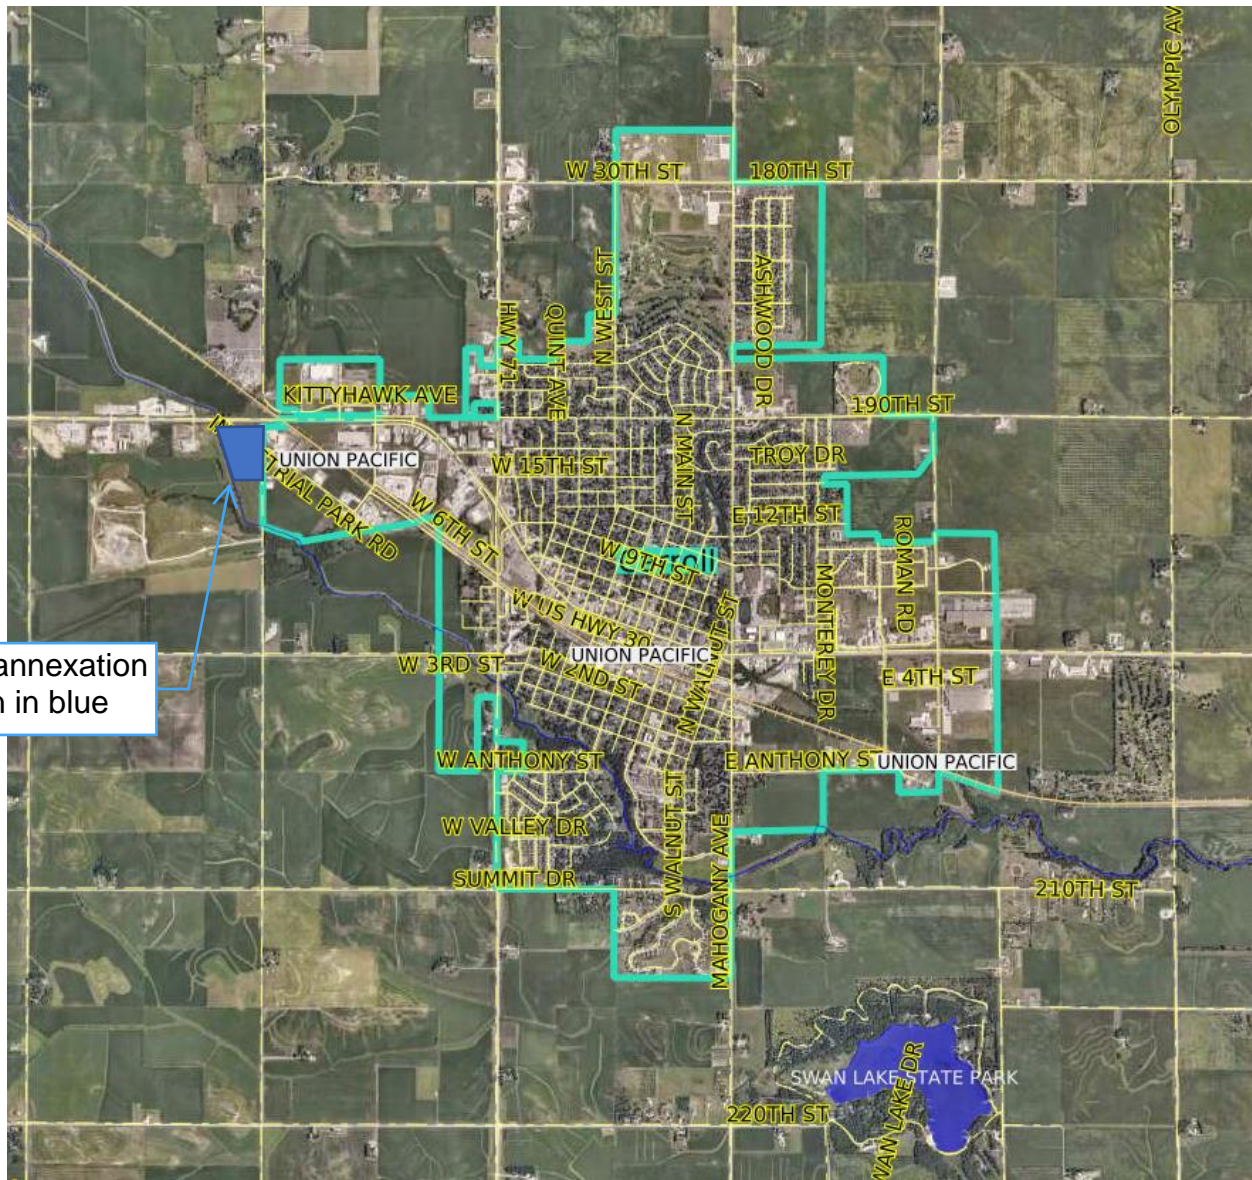 OLYMPIC AV
W 30TH ST
180TH ST
N WEST ST
ASHWOOD DR
HWY 71
QUINT AVE
KITTYHAWK AVE
190TH ST
N MAIN ST
UNION PACIFIC
TRIAL PARK RD
W 15TH ST
TROY DR
W 6TH ST
E 12TH ST
ROMAN RD
W 9TH ST
MONTEREY DR
W US HWY 30
N WALNUT ST
UNION PACIFIC
annexation
in blue
W 3RD ST
W 2ND ST
E 4TH ST
W ANTHONY ST
E ANTHONY ST
UNION PACIFIC
W VALLEY DR
S WALNUT ST
MAHOGANY AVE
SUMMIT DR
210TH ST
SWAN LAKE STATE PARK
220TH ST
WAN LAKE DR